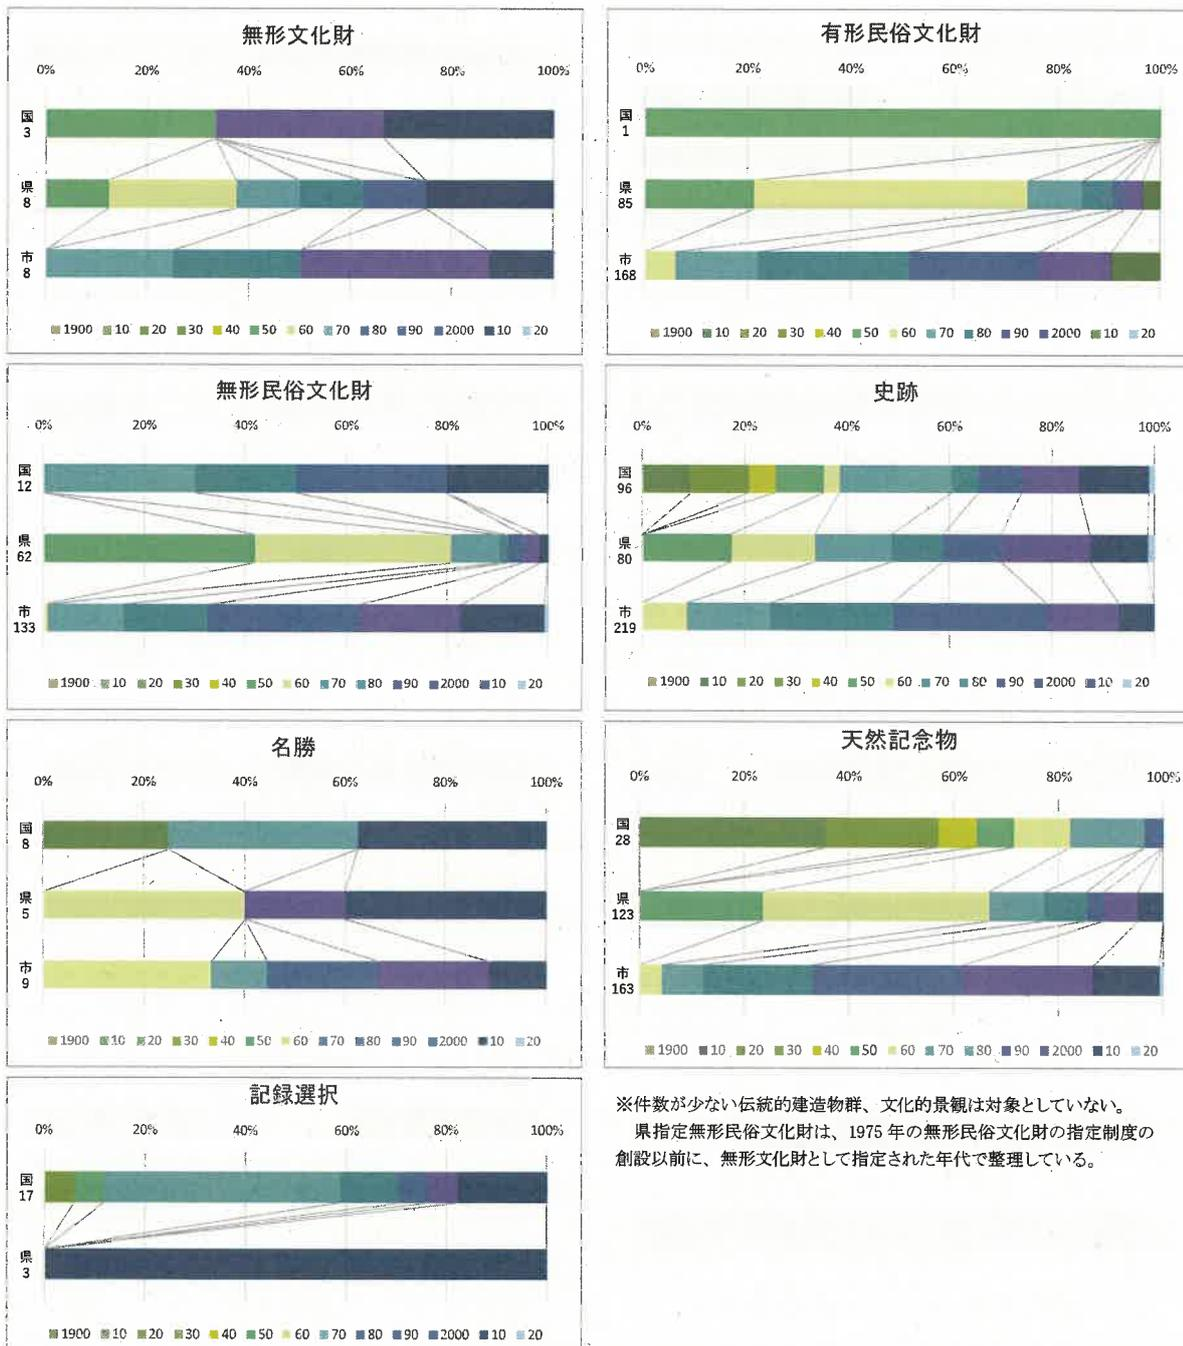 無形文化財
0% 20% 40% 60% 80% 100%
国
3
県
8
市
8
1900 10 20 30 40 50 60 70 80 90 2000 10 20
有形民俗文化財
0% 20% 40% 60% 80% 100%
国
1
県
85
市
168
1900 10 20 30 40 50 60 70 80 90 2000 10 20
無形民俗文化財
0% 20% 40% 60% 80% 100%
国
12
県
62
市
133
1900 10 20 30 40 50 60 70 80 90 2000 10 20
史跡
0% 20% 40% 60% 80% 100%
国
96
県
80
市
219
1900 10 20 30 40 50 60 70 80 90 2000 10 20
名勝
0% 20% 40% 60% 80% 100%
国
8
県
5
市
9
1900 10 20 30 40 50 60 70 80 90 2000 10 20
天然記念物
0% 20% 40% 60% 80% 100%
国
28
県
123
市
163
1900 10 20 30 40 50 60 70 80 90 2000 10 20
記録選択
0% 20% 40% 60% 80% 100%
国
17
県
3
1900 10 20 30 40 50 60 70 80 90 2000 10 20
※件数が少ない伝統的建造物群、文化的景観は対象としていない。
県指定無形民俗文化財は、1975 年の無形民俗文化財の指定制度の
創設以前に、無形文化財として指定された年代で整理している。